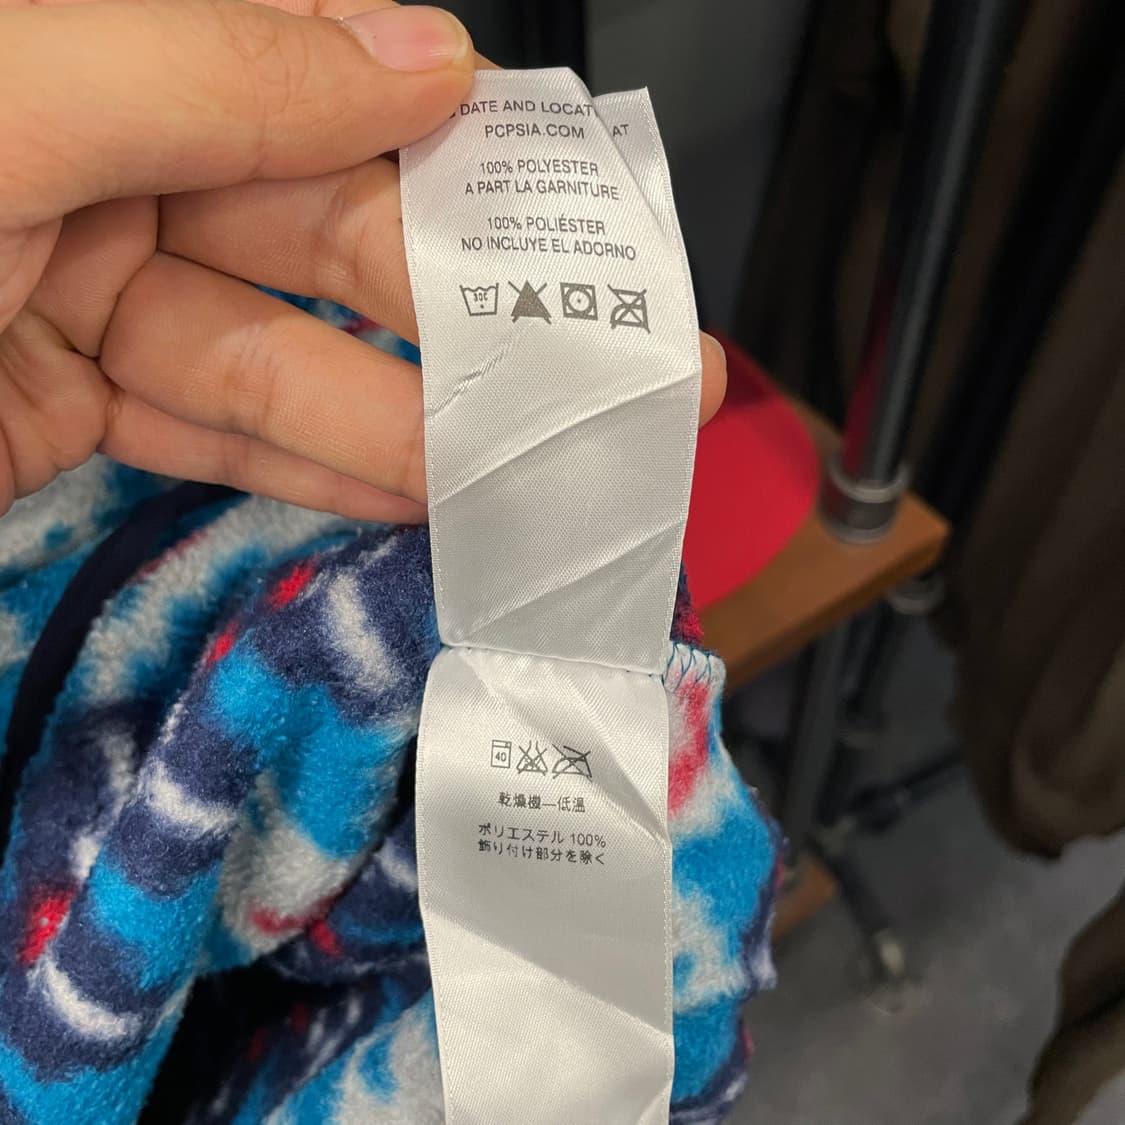 DATE AND LOCAT
PCPSIA.COM
AT
100% POLYESTER
A PART LA GARNITURE
100% POLIÉSTER
NO INCLUYE EL ADORNO
30C
40
乾燥機—低温
ポリエステル 100%
飾り付け部分を除く